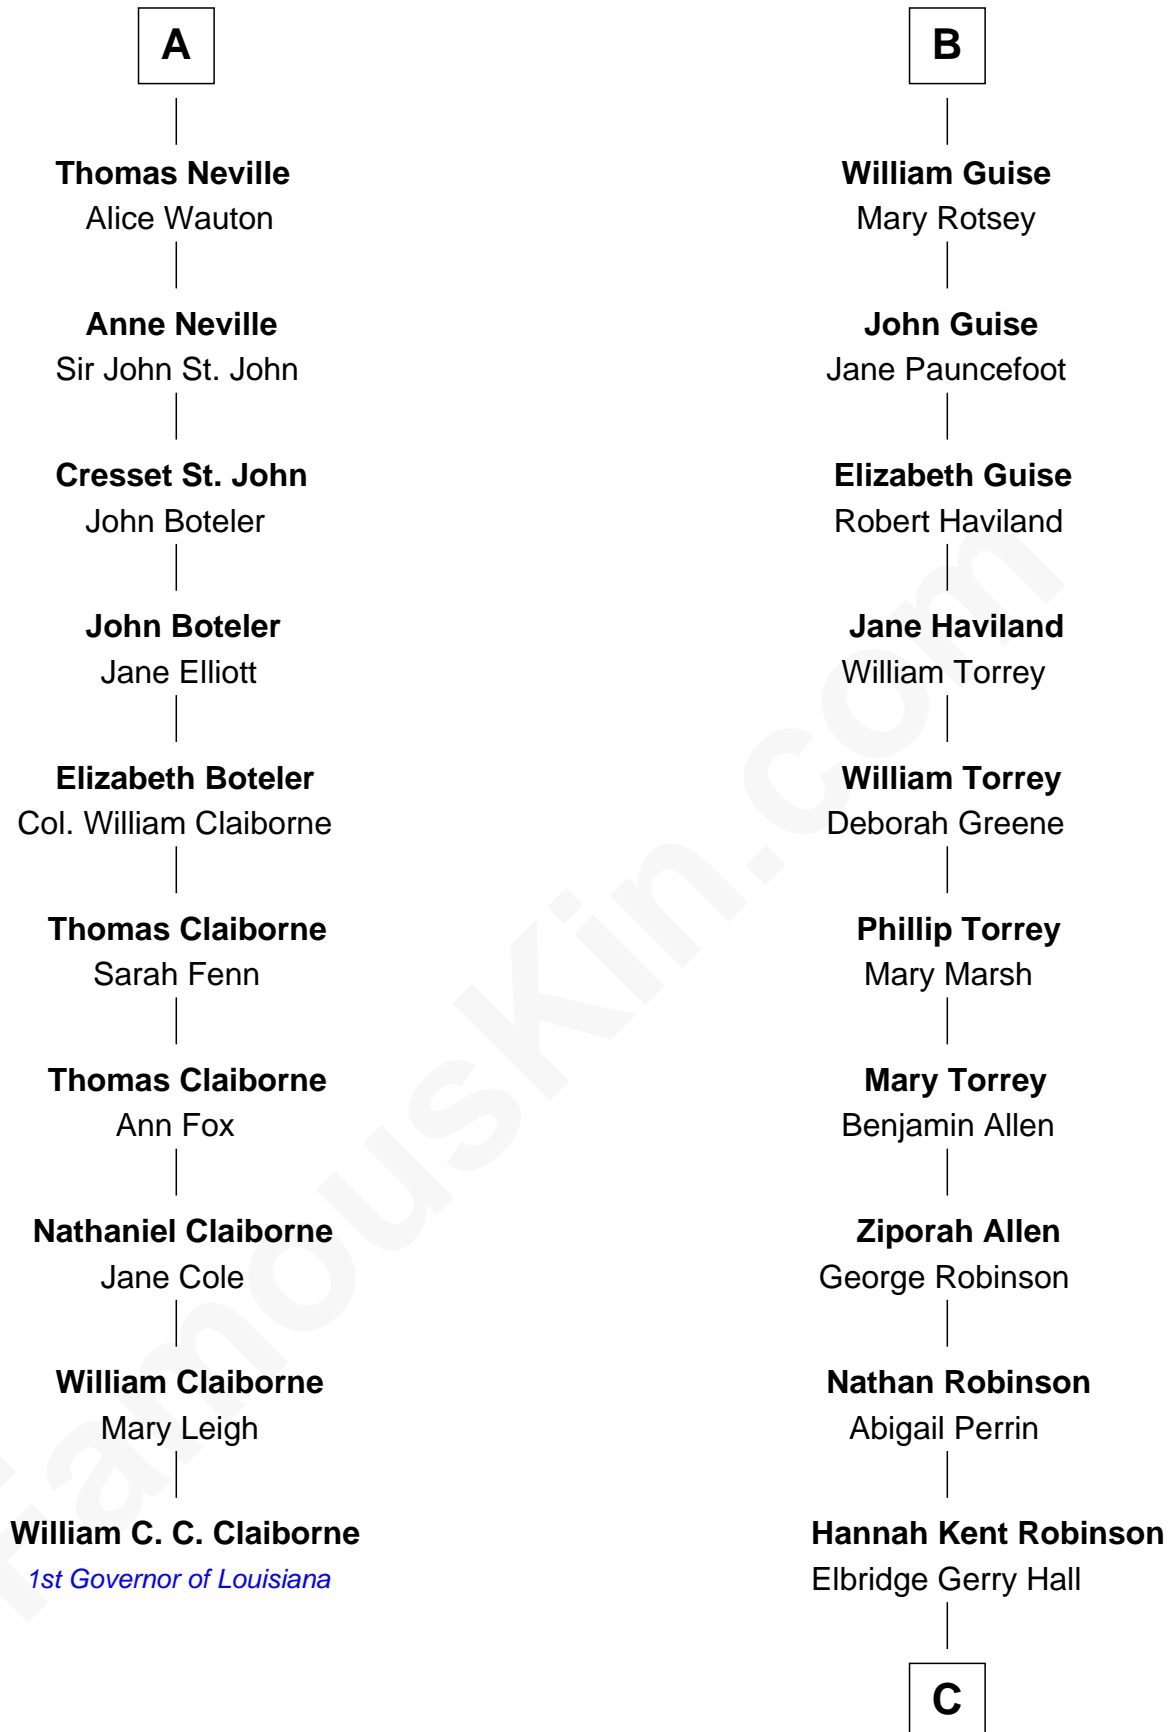 A
Thomas Neville
Alice Wauton
Anne Neville
Sir John St. John
Cresset St. John
John Boteler
John Boteler
Jane Elliott
Elizabeth Boteler
Col. William Claiborne
Thomas Claiborne
Sarah Fenn
Thomas Claiborne
Ann Fox
Nathaniel Claiborne
Jane Cole
William Claiborne
Mary Leigh
William C. C. Claiborne
1st Governor of Louisiana
B
William Guise
Mary Rotsey
John Guise
Jane Pauncefoot
Elizabeth Guise
Robert Haviland
Jane Haviland
William Torrey
William Torrey
Deborah Greene
Phillip Torrey
Mary Marsh
Mary Torrey
Benjamin Allen
Ziporah Allen
George Robinson
Nathan Robinson
Abigail Perrin
Hannah Kent Robinson
Elbridge Gerry Hall
C
FamousKin.com